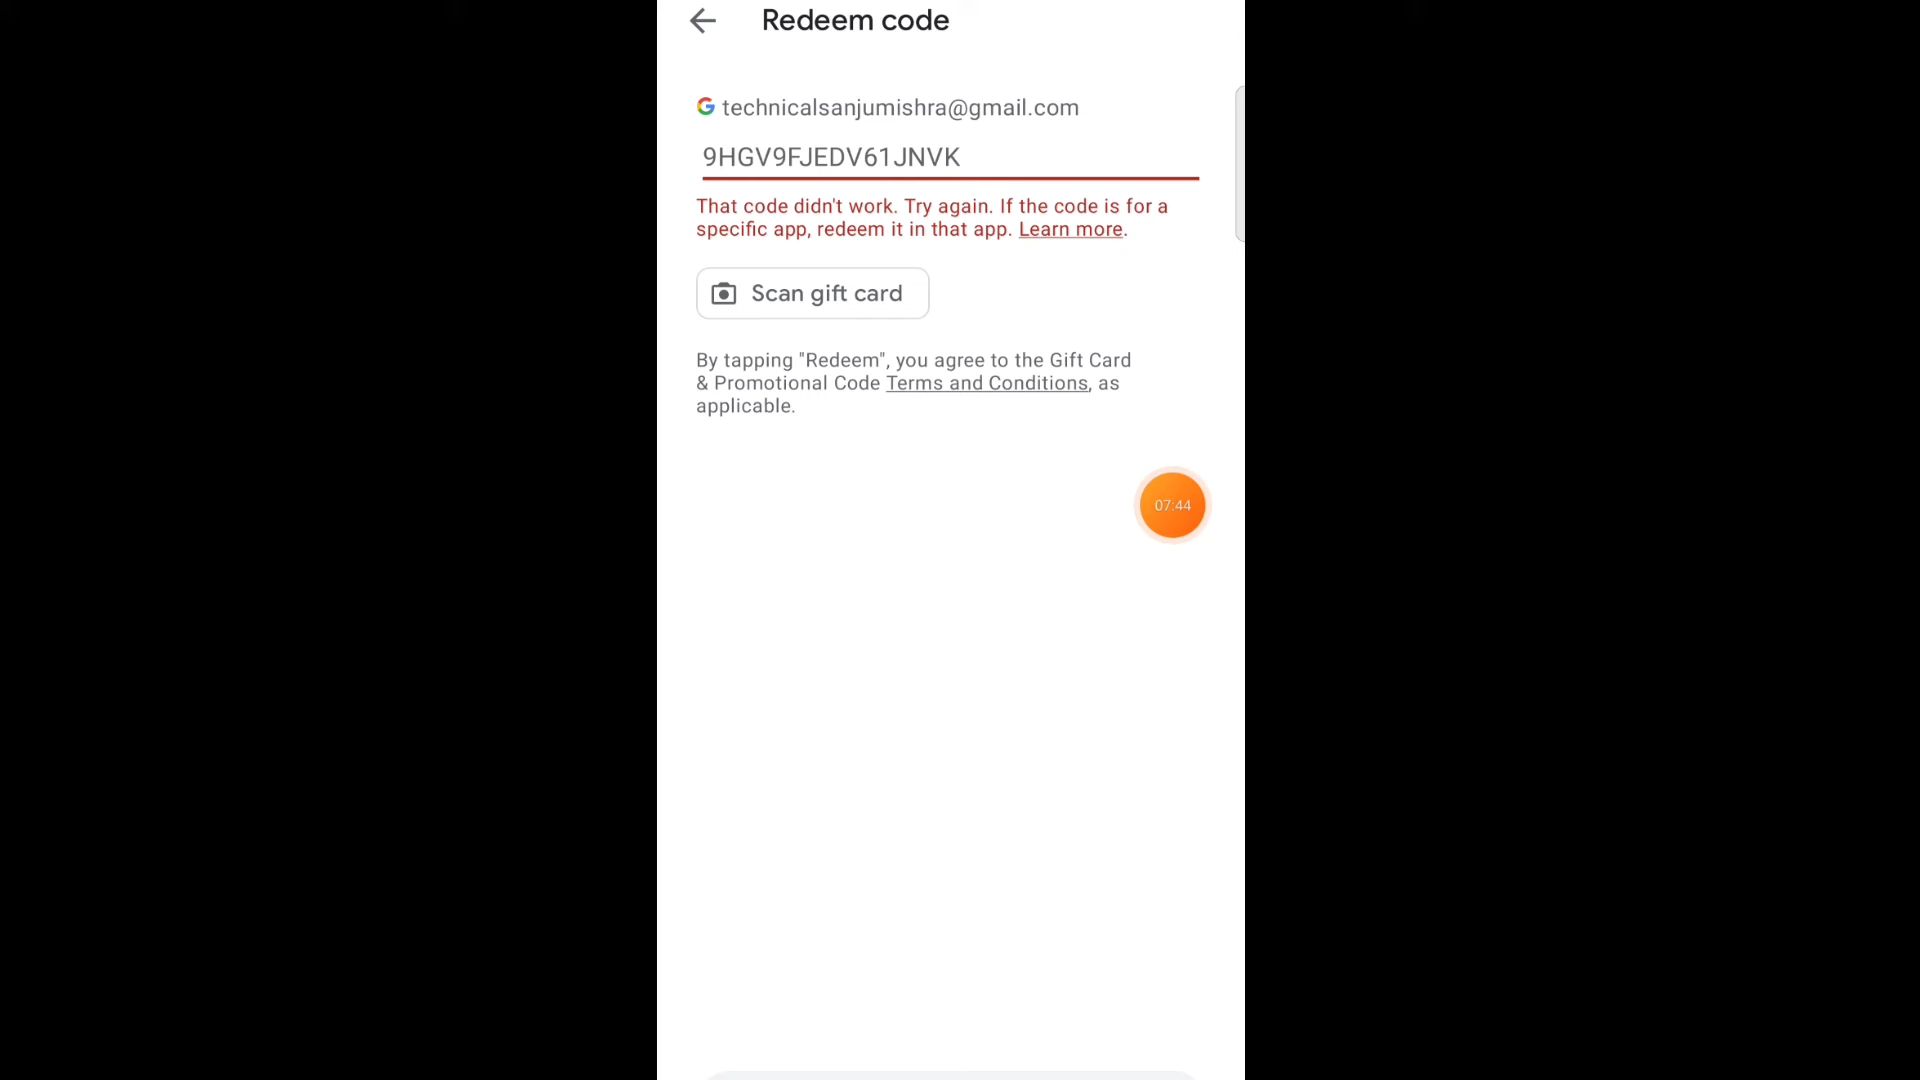 Redeem code
technicalsanjumishra@gmail.com
9HGV9FJEDV61JNVK
That code didn't work. Try again. If the code is for a
specific app, redeem it in that app. Learn more.
Scan gift card
By tapping "Redeem", you agree to the Gift Card
& Promotional Code Terms and Conditions, as
applicable.
07:44